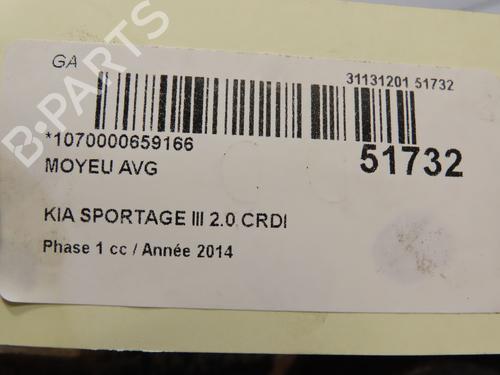 GA
31131201 51732
*1070000659166
51732
MOYEU AVG
KIA SPORTAGE III 2.0 CRDI
Phase 1 cc / Année 2014
B-PARTS